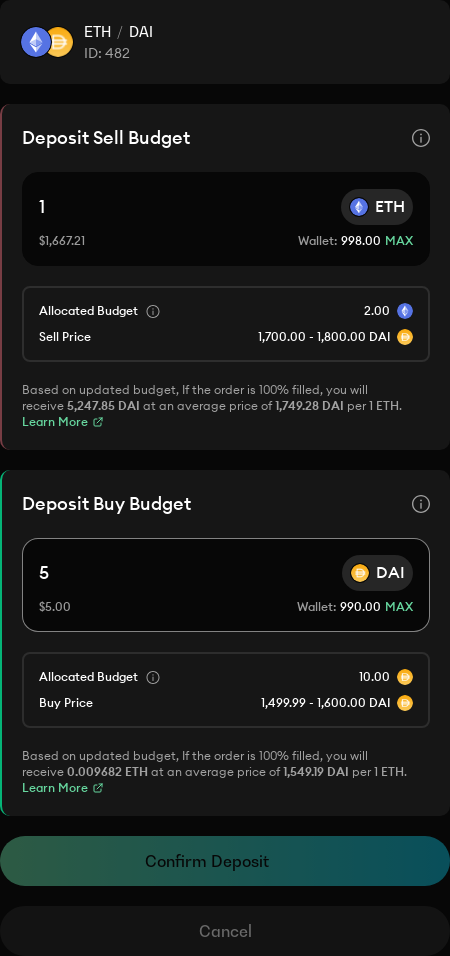 ETH / DAI
ID: 482
Deposit Sell Budget
1
ETH
$1,667.21
Wallet: 998.00 MAX
Allocated Budget
2.00
Sell Price
1,700.00 - 1,800.00 DAI
Based on updated budget, If the order is 100% filled, you will
receive 5,247.85 DAI at an average price of 1,749.28 DAI per 1 ETH.
Learn More
Deposit Buy Budget
5
DAI
$5.00
Wallet: 990.00 MAX
Allocated Budget
10.00
Buy Price
1,499.99 - 1,600.00 DAI
Based on updated budget, If the order is 100% filled, you will
receive 0.009682 ETH at an average price of 1,549.19 DAI per 1 ETH.
Learn More
Confirm Deposit
Cancel